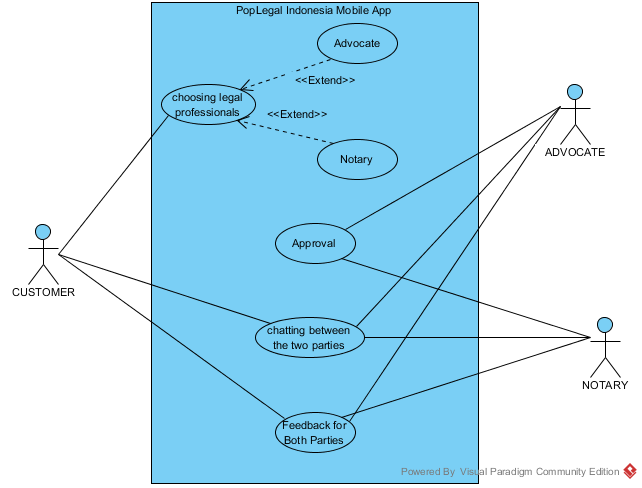 PopLegal Indonesia Mobile App
Advocate
<<Extend>>
choosing legal
professionals
<<Extend>>
Notary
ADVOCATE
Approval
CUSTOMER
chatting between
the two parties
NOTARY
Feedback for
Both Parties
Powered By Visual Paradigm Community Edition